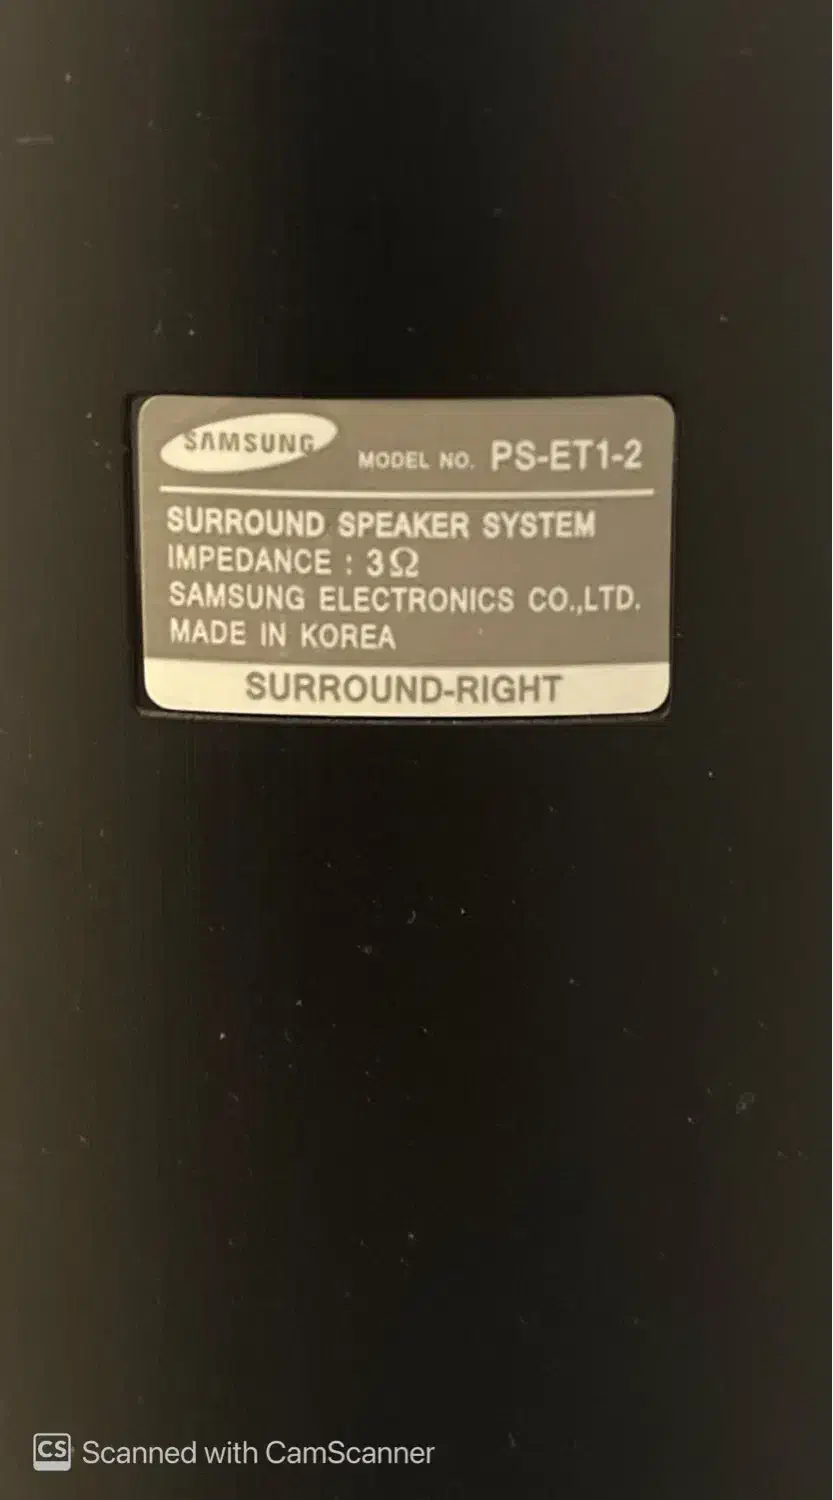 SAMSUNG MODEL NO. PS-ET1-2
SURROUND SPEAKER SYSTEM
IMPEDANCE : 3Ω
SAMSUNG ELECTRONICS CO.,LTD.
MADE IN KOREA
SURROUND-RIGHT
CS Scanned with CamScanner